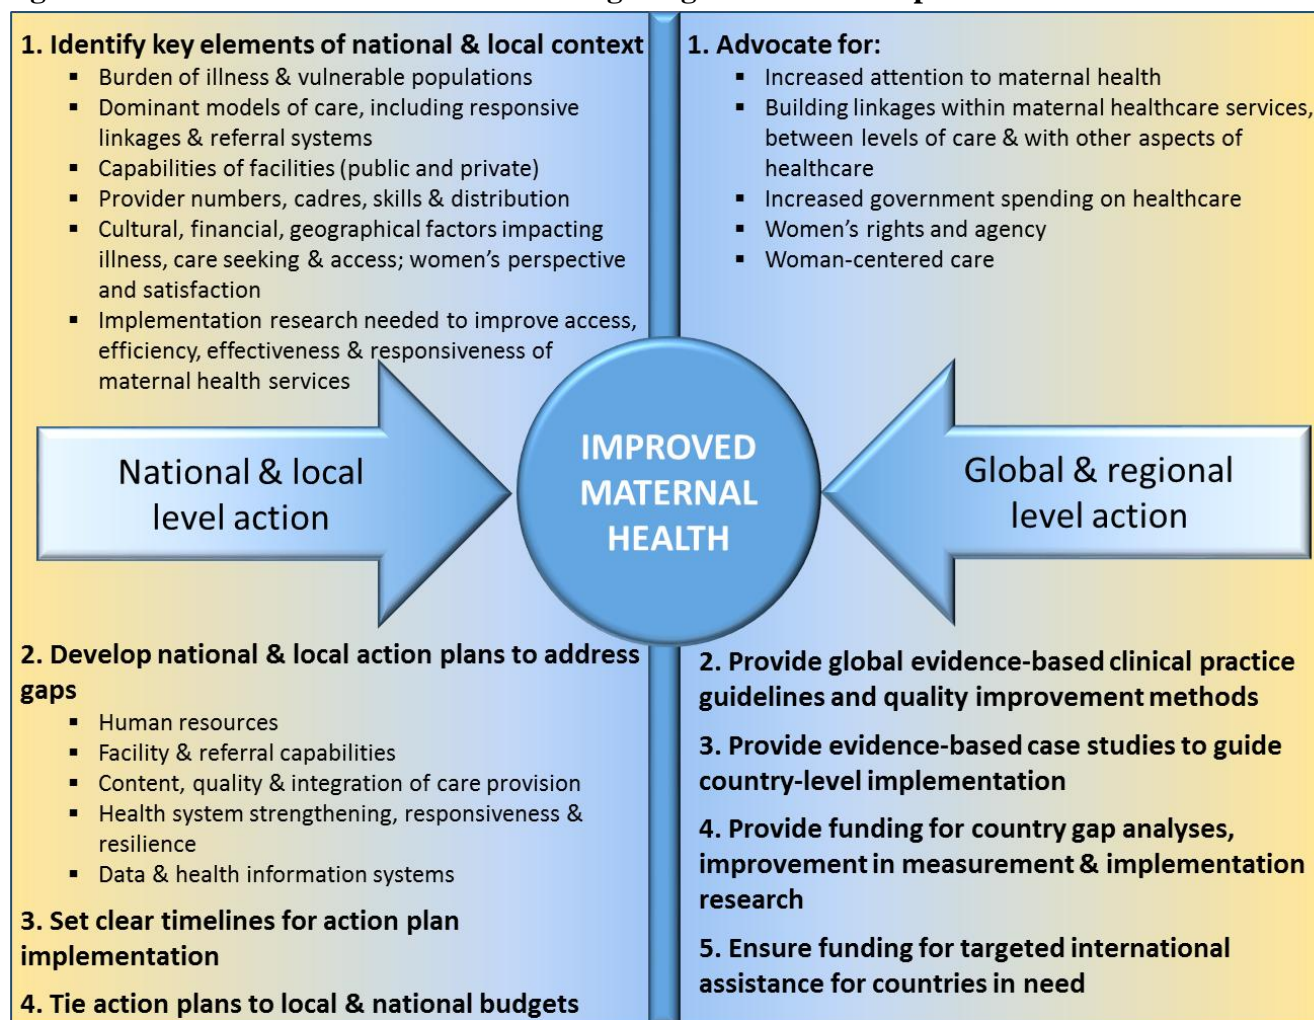 1. Identify key elements of national & local context
▪ Burden of illness & vulnerable populations
▪ Dominant models of care, including responsive
linkages & referral systems
▪ Capabilities of facilities (public and private)
▪ Provider numbers, cadres, skills & distribution
▪ Cultural, financial, geographical factors impacting
illness, care seeking & access; women's perspective
and satisfaction
▪ Implementation research needed to improve access,
efficiency, effectiveness & responsiveness of
maternal health services
National & local
level action
2. Develop national & local action plans to address
gaps
▪ Human resources
▪ Facility & referral capabilities
▪ Content, quality & integration of care provision
▪ Health system strengthening, responsiveness &
resilience
▪ Data & health information systems
3. Set clear timelines for action plan
implementation
4. Tie action plans to local & national budgets
IMPROVED
MATERNAL
HEALTH
1. Advocate for:
▪ Increased attention to maternal health
▪ Building linkages within maternal healthcare services,
between levels of care & with other aspects of
healthcare
▪ Increased government spending on healthcare
▪ Women's rights and agency
▪ Woman-centered care
Global & regional
level action
2. Provide global evidence-based clinical practice
guidelines and quality improvement methods
3. Provide evidence-based case studies to guide
country-level implementation
4. Provide funding for country gap analyses,
improvement in measurement & implementation
research
5. Ensure funding for targeted international
assistance for countries in need